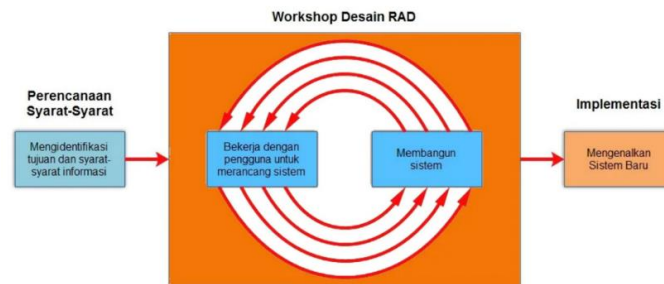 Workshop Desain RAD
Perencanaan
Syarat-Syarat
Mengidentifikasi
tujuan dan syarat-
syarat informasi
Bekerja dengan
pengguna untuk
merancang sistem
Membangun
sistem
Implementasi
Mengenalkan
Sistem Baru